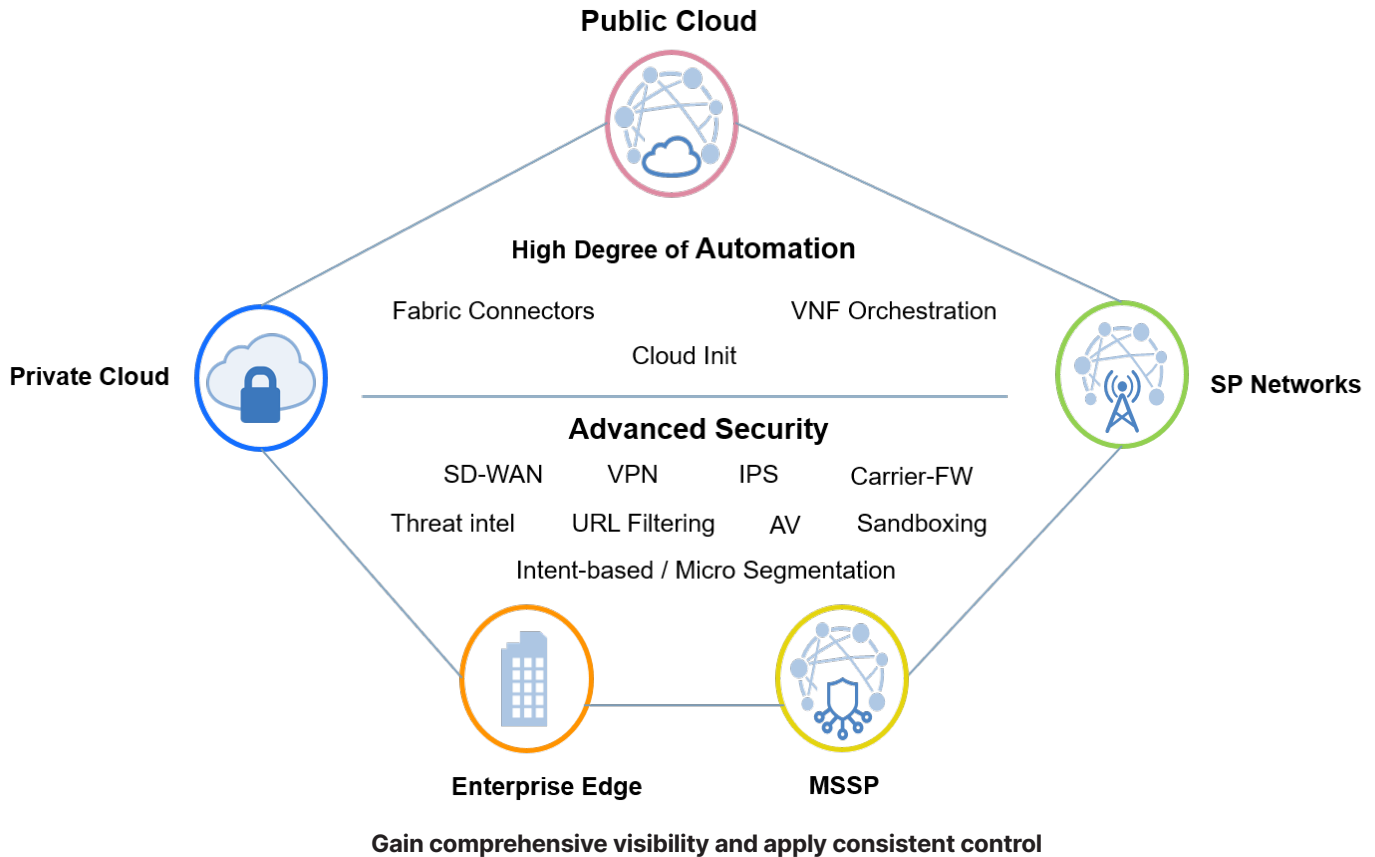 Public Cloud
High Degree of Automation
Fabric Connectors
VNF Orchestration
Cloud Init
Private Cloud
SP Networks
Advanced Security
SD-WAN
VPN
IPS
Carrier-FW
Threat intel
URL Filtering
AV
Sandboxing
Intent-based / Micro Segmentation
Enterprise Edge
MSSP
Gain comprehensive visibility and apply consistent control